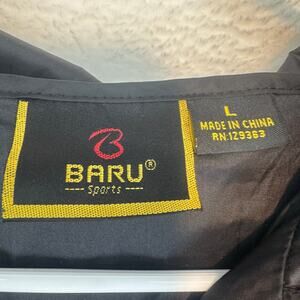 BARU®
---- Sports ----
L
MADE IN CHINA
RN:129363